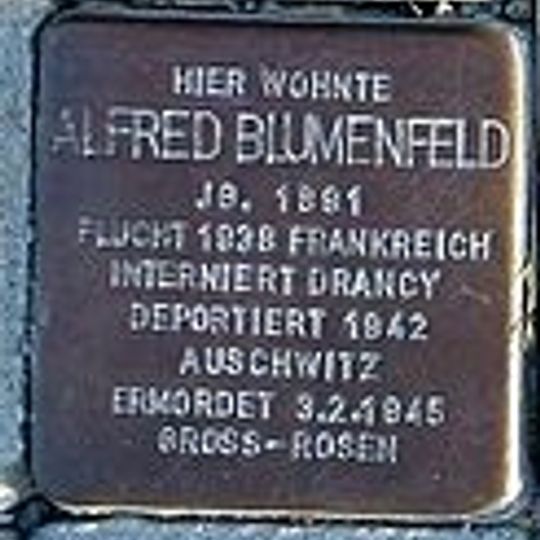 HIER WOHNTE
ALFRED BLUMENFELD
JG. 1891
FLUCHT 1938 FRANKREICH
INTERNIERT DRANCY
DEPORTIERT 1942
AUSCHWITZ
ERMORDET 3.2.1945
GROSS-ROSEN